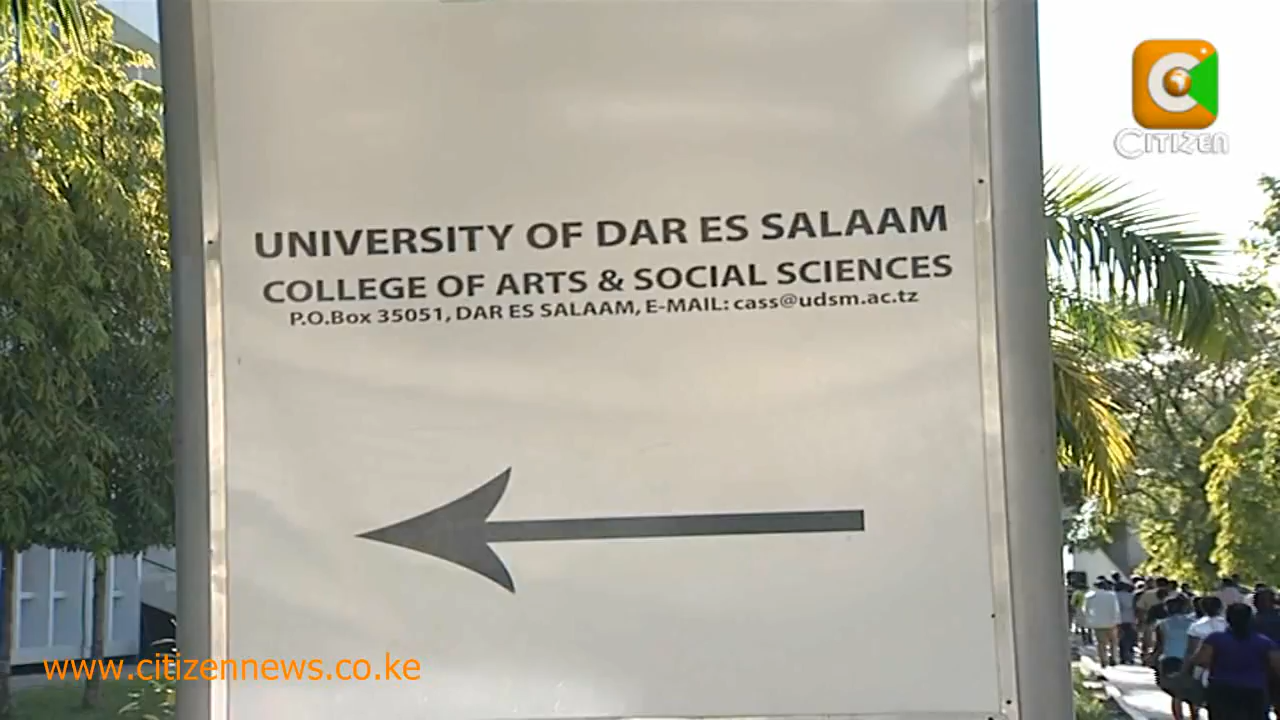 CITIZEN
UNIVERSITY OF DAR ES SALAAM
COLLEGE OF ARTS & SOCIAL SCIENCES
P.O.Box 35051, DAR ES SALAAM, E-MAIL: cass@udsm.ac.tz
www.citizennews.co.ke